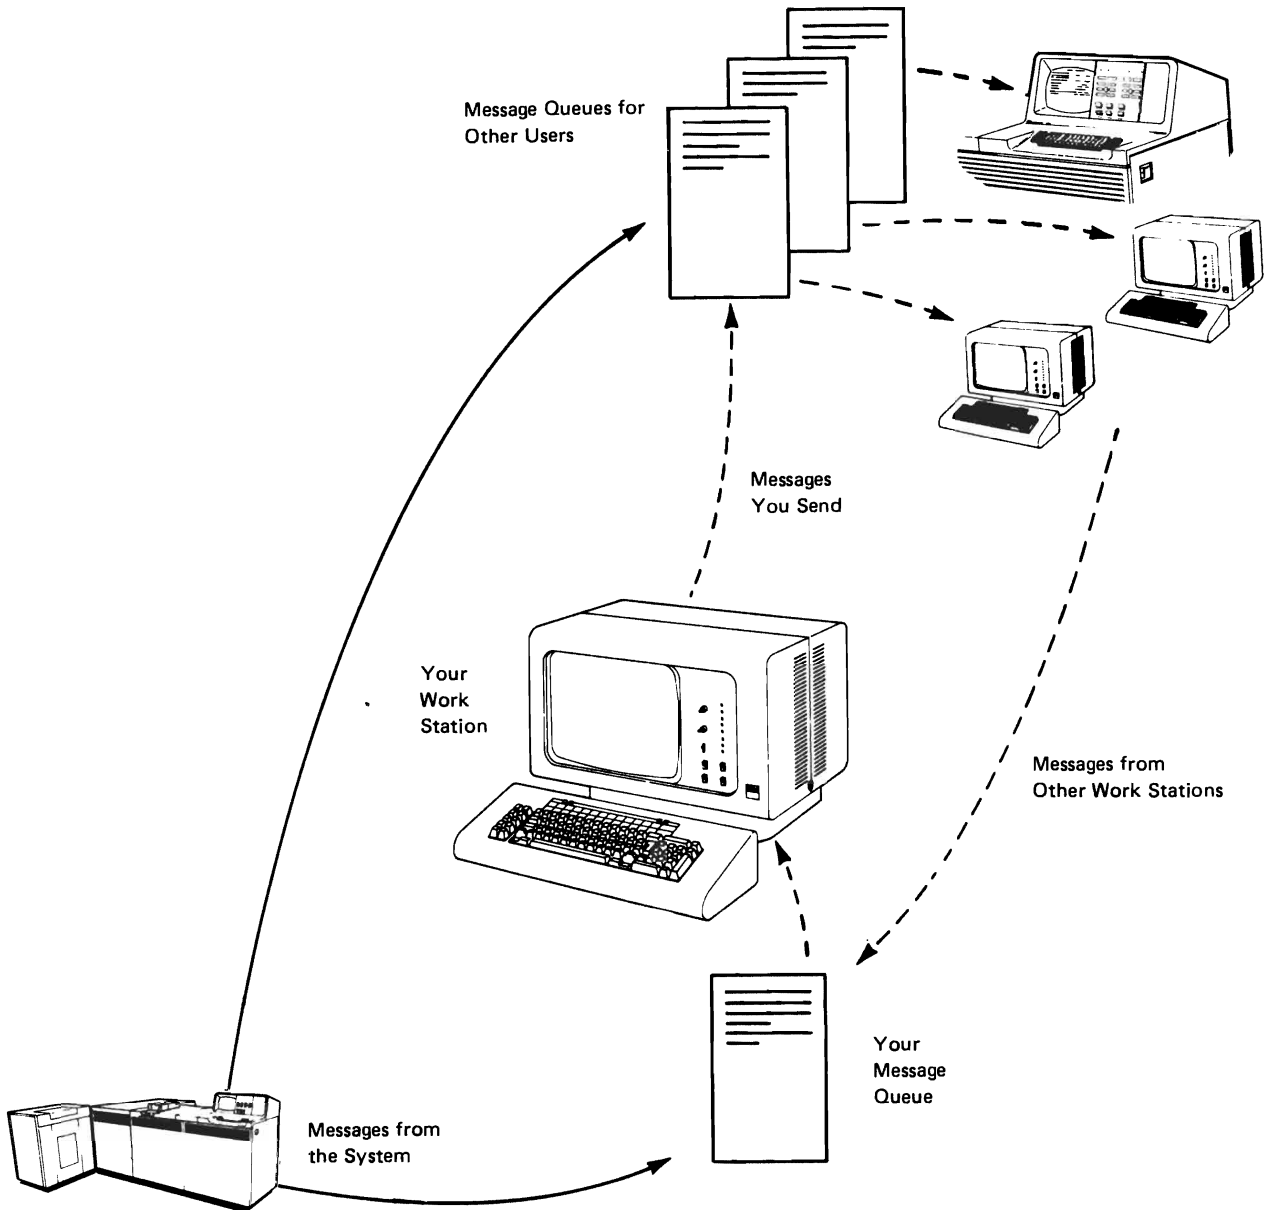 Message Queues for
Other Users
Messages
You Send
Your
Work
Station
Messages from
Other Work Stations
Your
Message
Queue
Messages from
the System